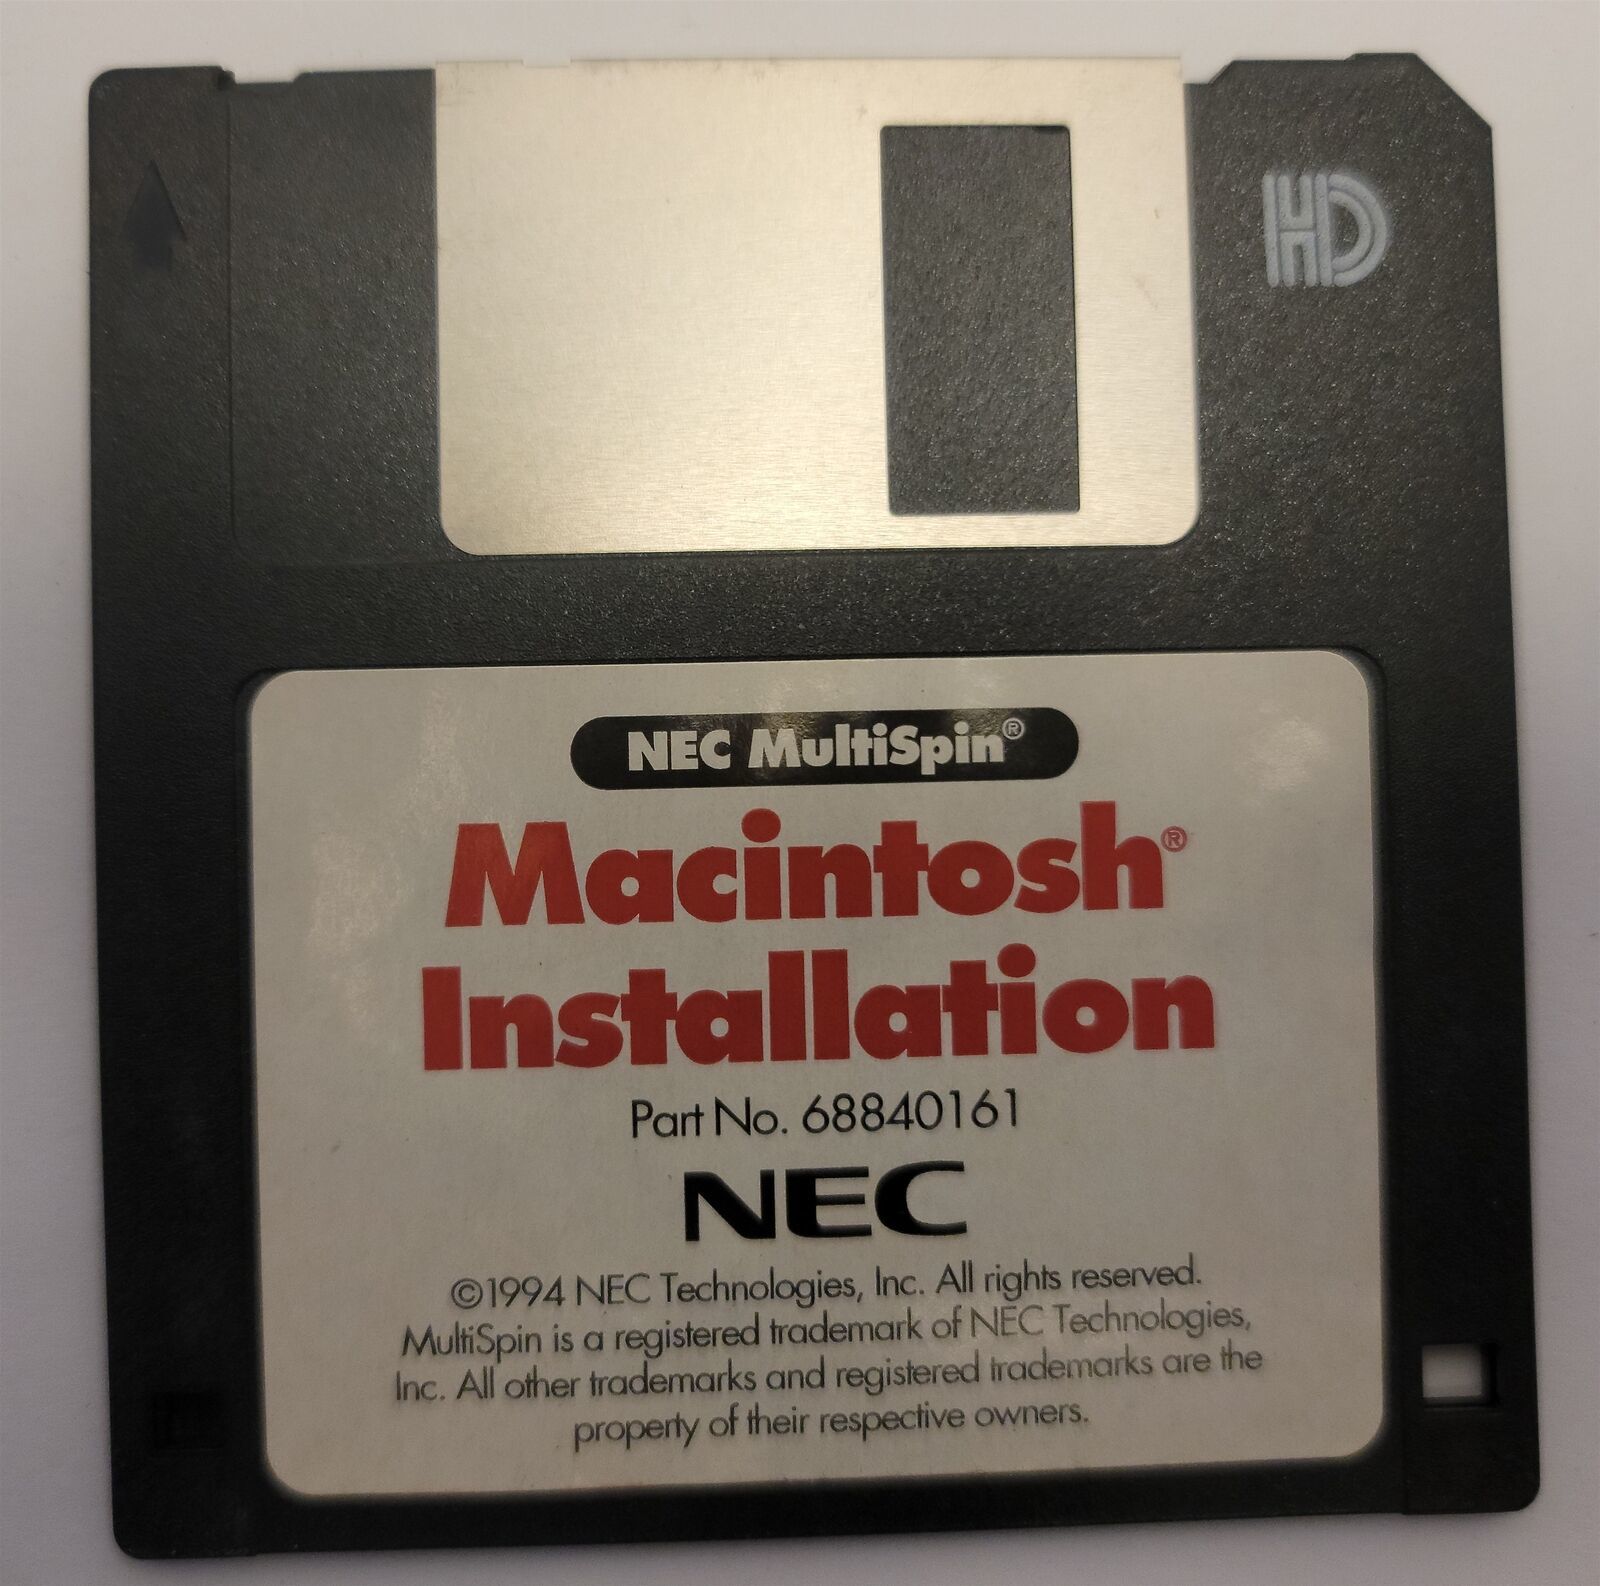 HD
NEC MultiSpin®
Macintosh®
Installation
Part No. 68840161
NEC
©1994 NEC Technologies, Inc. All rights reserved.
MultiSpin is a registered trademark of NEC Technologies,
Inc. All other trademarks and registered trademarks are the
property of their respective owners.